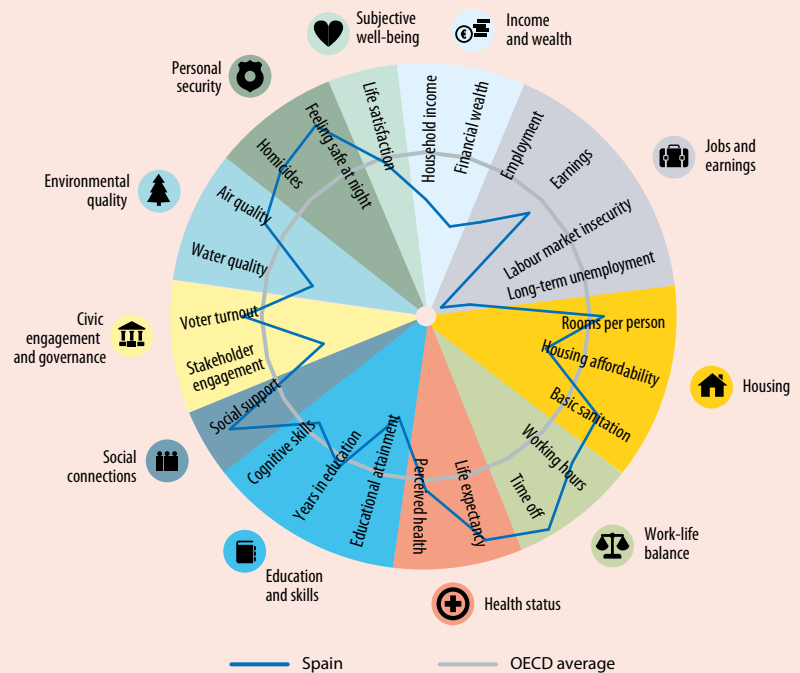 Subjective
well-being
Income
and wealth
Personal
security
Jobs and
earnings
Environmental
quality
Civic
engagement
and governance
Housing
Social
connections
Work-life
balance
Education
and skills
Health status
Household income
Financial wealth
Employment
Earnings
Labour market insecurity
Long-term unemployment
Rooms per person
Housing affordability
Basic sanitation
Working hours
Time off
Life expectancy
Perceived health
Educational attainment
Years in education
Cognitive skills
Social support
Stakeholder
engagement
Voter turnout
Water quality
Air quality
Homicides
Feeling safe at night
Life satisfaction
€
Spain
OECD average